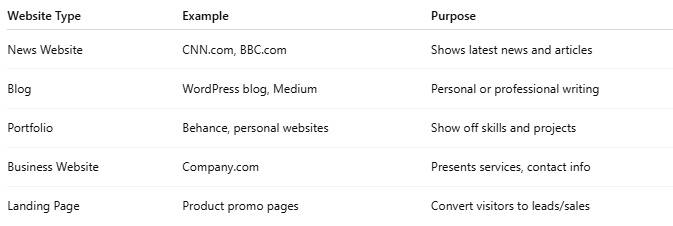 Website Type Example Purpose
News Website CNN.com, BBC.com Shows latest news and articles
Blog WordPress blog, Medium Personal or professional writing
Portfolio Behance, personal websites Show off skills and projects
Business Website Company.com Presents services, contact info
Landing Page Product promo pages Convert visitors to leads/sales